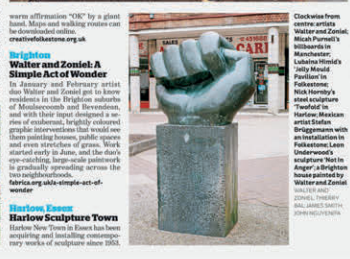 warm affirmation "OK" by a giant
hand. Maps and walking routes can
be downloaded online.
creativefolkestone.org.uk
Brighton
Walter and Zoniel: A
Simple Act of Wonder
In January and February artist
duo Walter and Zoniel got to know
residents in the Brighton suburbs
of Moulsecoomb and Bevendean,
and with their input designed a se-
ries of exuberant, brightly coloured
graphic interventions that would see
them painting houses, public spaces
and even stretches of grass. Work
started early in June, and the duo's
eye-catching, large-scale paintwork
is gradually spreading across the
two neighbourhoods.
fabrica.org.uk/a-simple-act-of-
wonder
Harlow, Essex
Harlow Sculpture Town
Harlow New Town in Essex has been
acquiring and installing contempo-
rary works of sculpture since 1953.
SALES
CARE
Clockwise from
centre: artists
Walter and Zoniel;
Micah Purnell's
billboards in
Manchester;
Lubaina Himid's
'Jelly Mould
Pavilion' in
Folkestone;
Nick Hornby's
steel sculpture
'Twofold' in
Harlow; Mexican
artist Stefan
Brüggemann with
an installation in
Folkestone; Leon
Underwood's
sculpture 'Not in
Anger'; a Brighton
house painted by
Walter and Zoniel
WALTER AND
ZONIEL; THIERRY
BAL; JAMES SMITH;
JOHN NGUYEN/PA